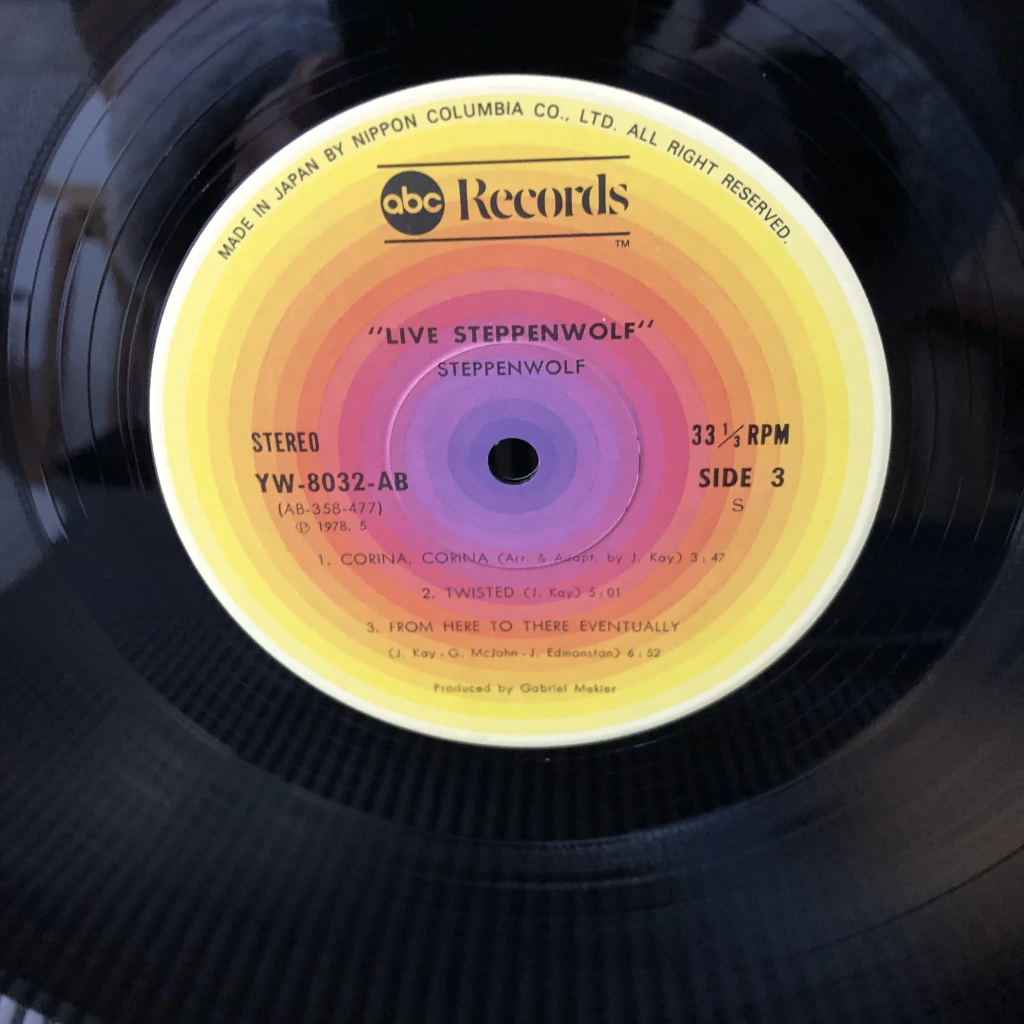 MADE IN JAPAN BY NIPPON COLUMBIA CO., LTD. ALL RIGHT RESERVED.
abc Records
TM
"LIVE STEPPENWOLF"
STEPPENWOLF
STEREO
33 1/3 RPM
YW-8032-AB
SIDE 3
(AB-358-477)
S
Ⓟ 1978. 5
1. CORINA, CORINA (Arr. & Adapt. by J. Kay) 3:47
2. TWISTED (J. Kay) 5:01
3. FROM HERE TO THERE EVENTUALLY
(J. Kay - G. McJohn - J. Edmonston) 6:52
Produced by Gabriel Mekler